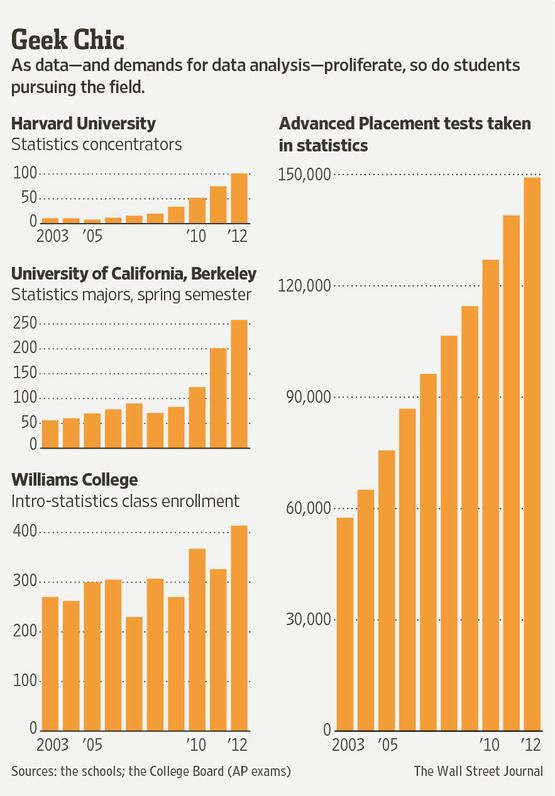 Geek Chic
As data—and demands for data analysis—proliferate, so do students
pursuing the field.
Harvard University
Statistics concentrators
100
50
0
2003 ’05 ’10 ’12
University of California, Berkeley
Statistics majors, spring semester
250
200
150
100
50
0
Williams College
Intro-statistics class enrollment
400
300
200
100
0
2003 ’05 ’10 ’12
Advanced Placement tests taken
in statistics
150,000
120,000
90,000
60,000
30,000
0
2003 ’05 ’10 ’12
Sources: the schools; the College Board (AP exams)
The Wall Street Journal